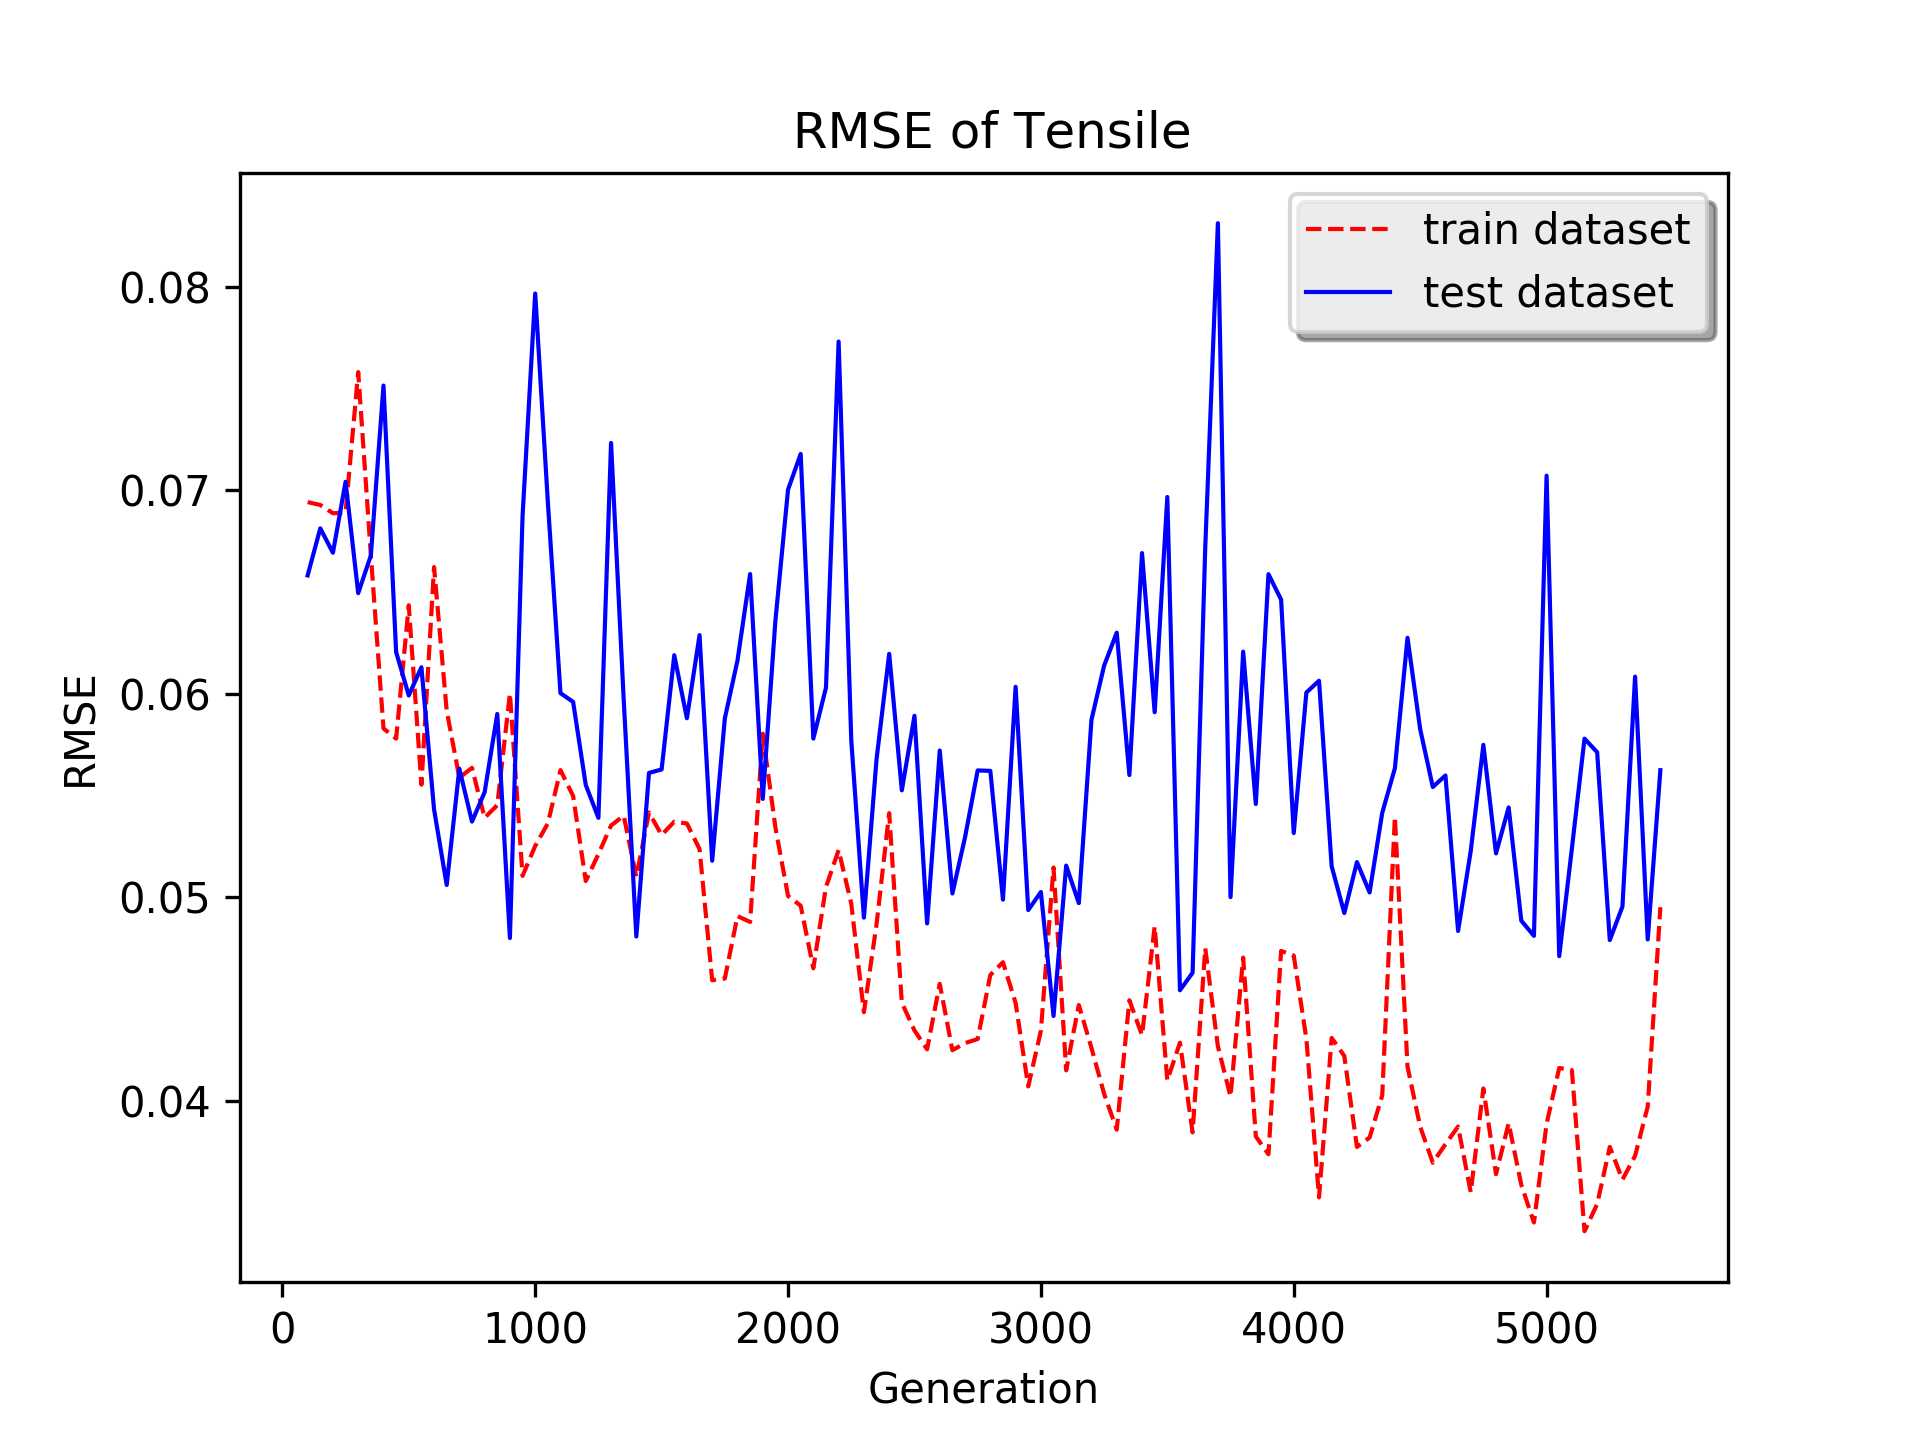 RMSE of Tensile
train dataset
test dataset
RMSE
0.08
0.07
0.06
0.05
0.04
0 1000 2000 3000 4000 5000
Generation